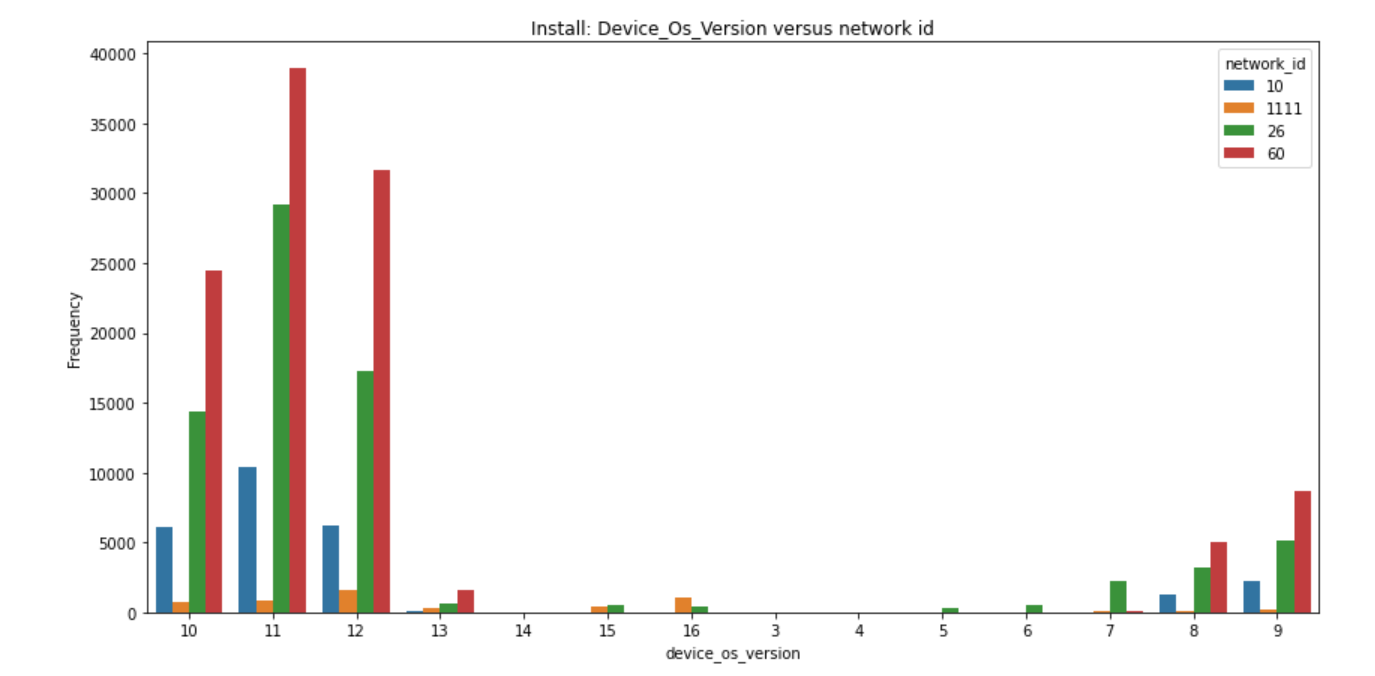 Install: Device_Os_Version versus network id
network_id
10
1111
26
60
Frequency
40000
35000
30000
25000
20000
15000
10000
5000
0
10 11 12 13 14 15 16 3 4 5 6 7 8 9
device_os_version